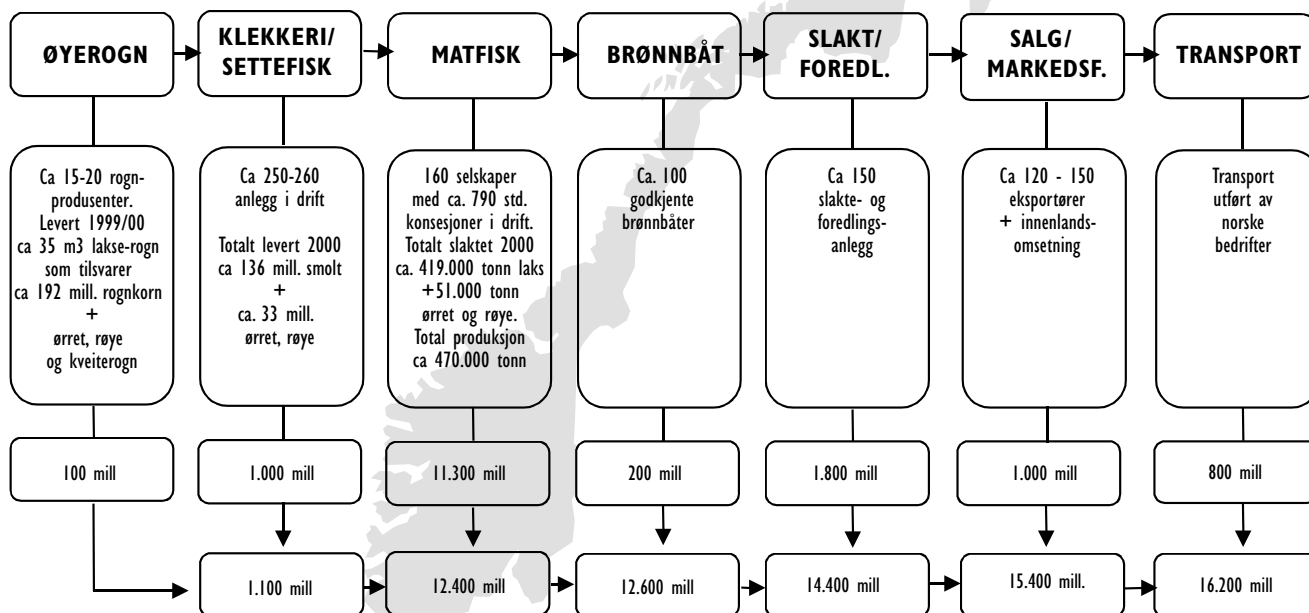 ØYEROGN
KLEKKERI/
SETTEFISK
MATFISK
BRØNNBÅT
SLAKT/
FOREDL.
SALG/
MARKEDSF.
TRANSPORT
Ca 15-20 rogn-
produsenter.
Levert 1999/00
ca 35 m3 lakse-rogn
som tilsvarer
ca 192 mill. rognkorn
+
ørret, røye
og kveiterogn
Ca 250-260
anlegg i drift
Totalt levert 2000
ca 136 mill. smolt
+
ca. 33 mill.
ørret, røye
160 selskaper
med ca. 790 std.
konsesjoner i drift.
Totalt slaktet 2000
ca. 419.000 tonn laks
+51.000 tonn
ørret og røye.
Total produksjon
ca 470.000 tonn
Ca. 100
godkjente
brønnbåter
Ca 150
slakte- og
foredlings-
anlegg
Ca 120 - 150
eksportører
+ innenlands-
omsetning
Transport
utført av
norske
bedrifter
100 mill
1.000 mill
11.300 mill
200 mill
1.800 mill
1.000 mill
800 mill
1.100 mill
12.400 mill
12.600 mill
14.400 mill
15.400 mill.
16.200 mill